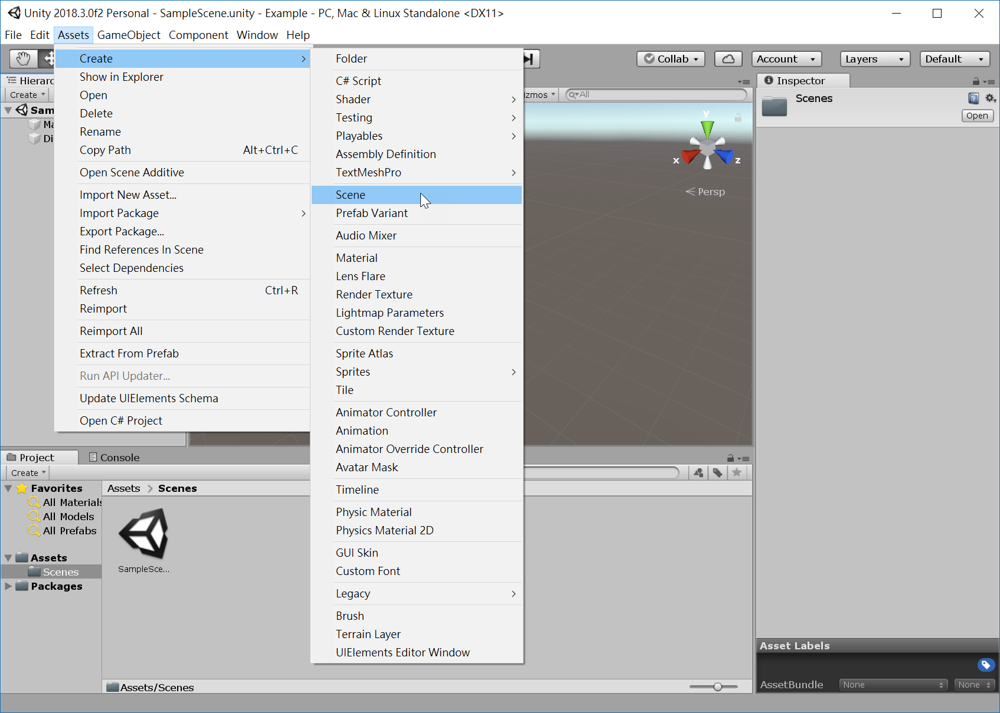 Unity 2018.3.0f2 Personal - SampleScene.unity - Example - PC, Mac & Linux Standalone <DX11>
File Edit Assets GameObject Component Window Help
Collab Account Layers Default
Create
Show in Explorer
Open
Delete
Rename
Copy Path Alt+Ctrl+C
Open Scene Additive
Import New Asset...
Import Package
Export Package...
Find References In Scene
Select Dependencies
Refresh Ctrl+R
Reimport
Reimport All
Extract From Prefab
Run API Updater...
Update UIElements Schema
Open C# Project
Folder
C# Script
Shader
Testing
Playables
Assembly Definition
TextMeshPro
Scene
Prefab Variant
Audio Mixer
Material
Lens Flare
Render Texture
Lightmap Parameters
Custom Render Texture
Sprite Atlas
Sprites
Tile
Animator Controller
Animation
Animator Override Controller
Avatar Mask
Timeline
Physic Material
Physics Material 2D
GUI Skin
Custom Font
Legacy
Brush
Terrain Layer
UIElements Editor Window
Hierarc
Create
Sam
Ma
Di
izmos All
y
x z
< Persp
Inspector
Scenes
Open
Project Console
Create
Favorites
All Materials
All Models
All Prefabs
Assets
Scenes
Packages
Assets > Scenes
SampleSce...
Assets/Scenes
Asset Labels
AssetBundle None None